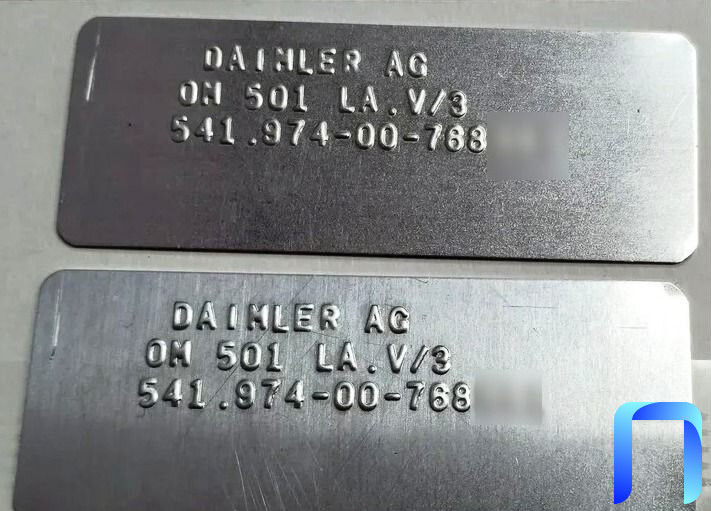 DAIMLER AG
OM 501 LA.V/3
541.974-00-768
DAIMLER AG
OM 501 LA.V/3
541.974-00-768